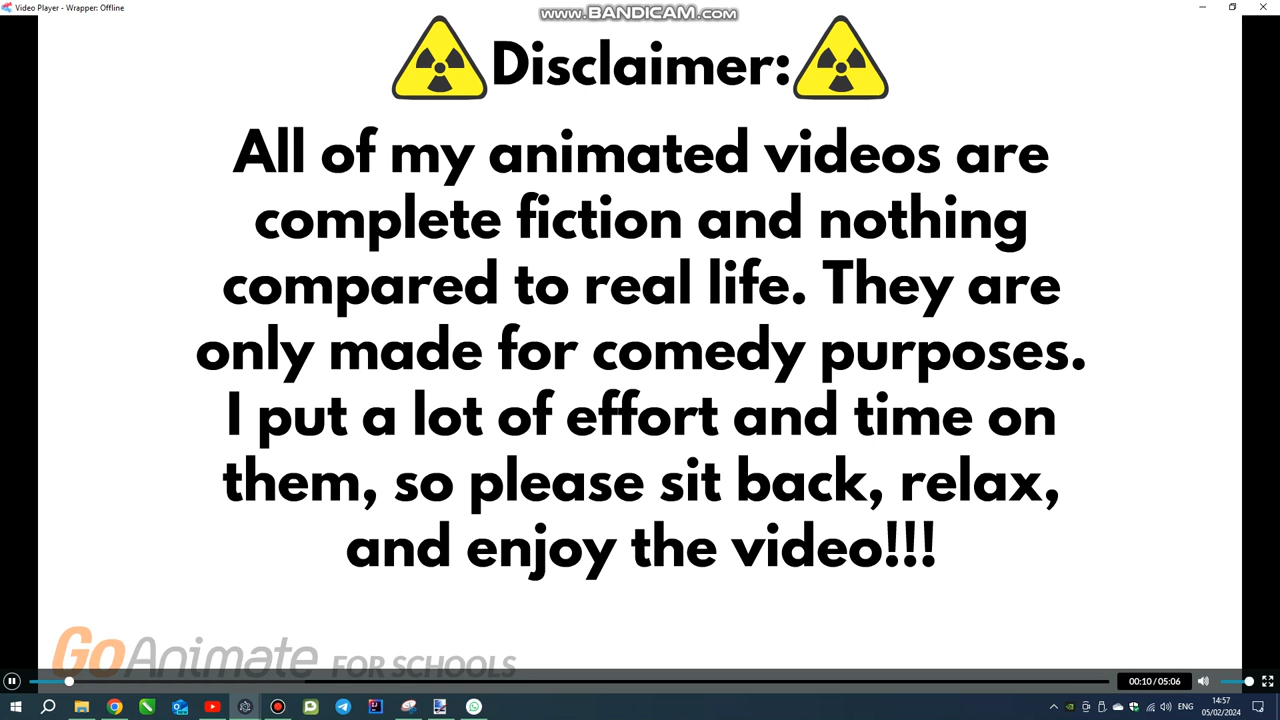 Video Player - Wrapper: Offline
www.BANDICAM.com
Disclaimer:
All of my animated videos are
complete fiction and nothing
compared to real life. They are
only made for comedy purposes.
I put a lot of effort and time on
them, so please sit back, relax,
and enjoy the video!!!
GoAnimate FOR SCHOOLS
00:10 / 05:06
ENG
14:57
05/02/2024